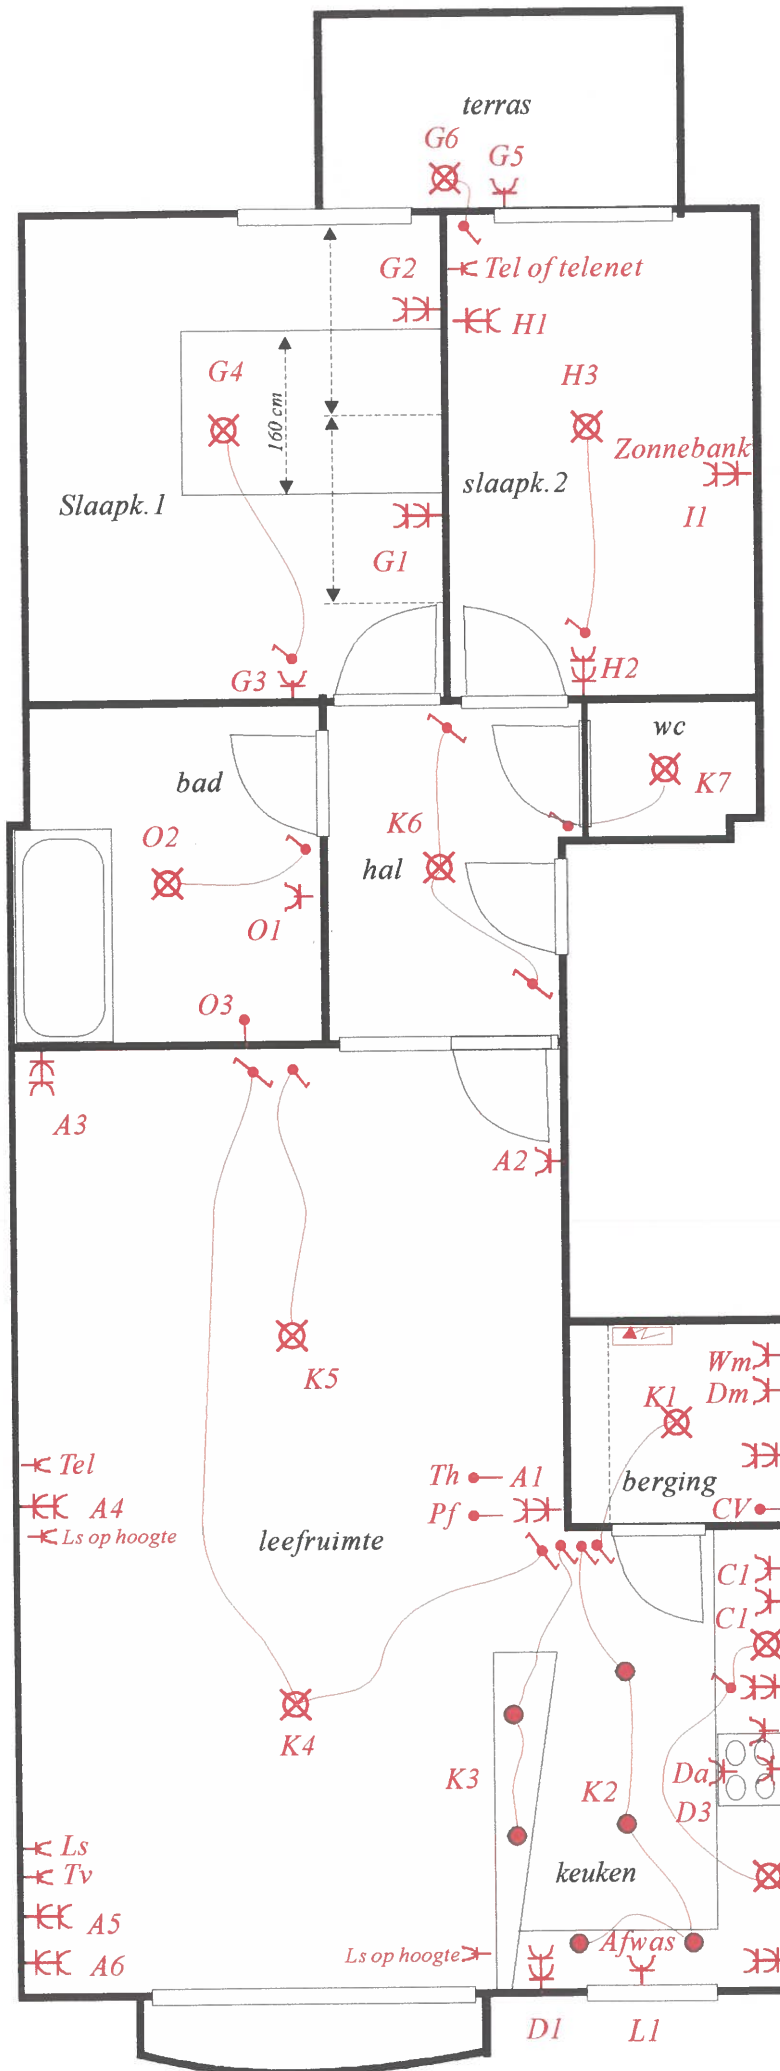 terras
G6
G5
G2
Tel of telenet
H1
G4
H3
160 cm
Zonnebank
Slaapk.1
slaapk.2
I1
G1
G3
H2
wc
bad
K7
O2
K6
hal
O1
O3
A3
A2
K5
Wm
Dm
K1
Tel
Th
A1
berging
A4
Pf
CV
Ls op hoogte
leefruimte
C1
C1
K4
K3
Da
K2
D3
Ls
Tv
keuken
A5
Afwas
A6
Ls op hoogte
D1
L1